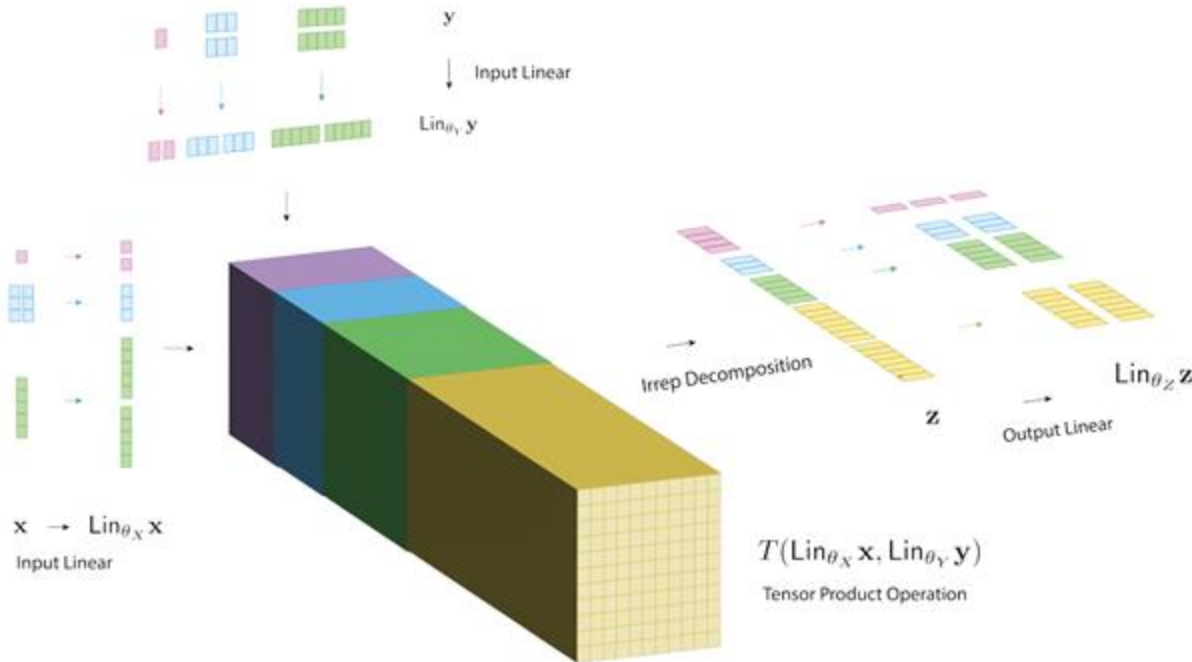 y
Input Linear
Lin_{θ_Y} y
x → Lin_{θ_X} x
Input Linear
T(Lin_{θ_X} x, Lin_{θ_Y} y)
Tensor Product Operation
Irrep Decomposition
z
Output Linear
Lin_{θ_Z} z